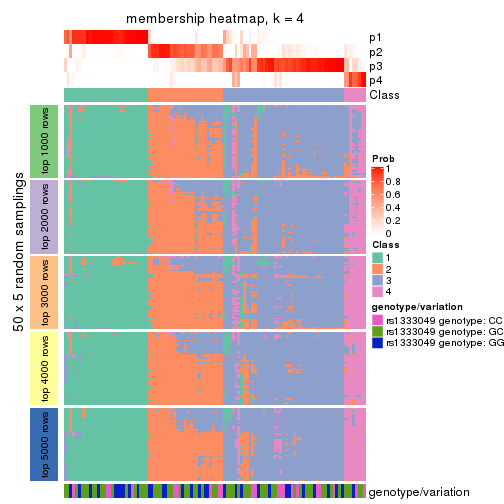 membership heatmap, k = 4
p1
p2
p3
p4
Class
50 x 5 random samplings
top 1000 rows
top 2000 rows
top 3000 rows
top 4000 rows
top 5000 rows
genotype/variation
Prob
1
0.8
0.6
0.4
0.2
0
Class
1
2
3
4
genotype/variation
rs1333049 genotype: CC
rs1333049 genotype: GC
rs1333049 genotype: GG